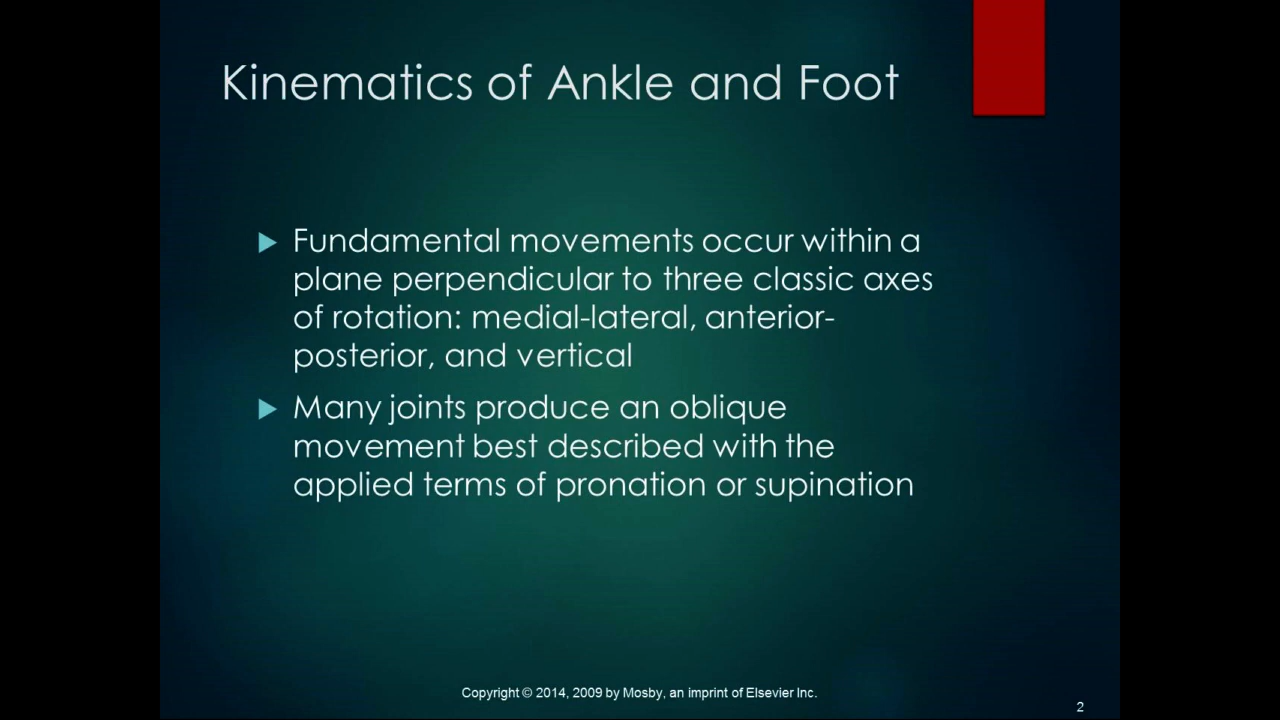 Kinematics of Ankle and Foot
Fundamental movements occur within a
plane perpendicular to three classic axes
of rotation: medial-lateral, anterior-
posterior, and vertical
Many joints produce an oblique
movement best described with the
applied terms of pronation or supination
Copyright © 2014, 2009 by Mosby, an imprint of Elsevier Inc.
2